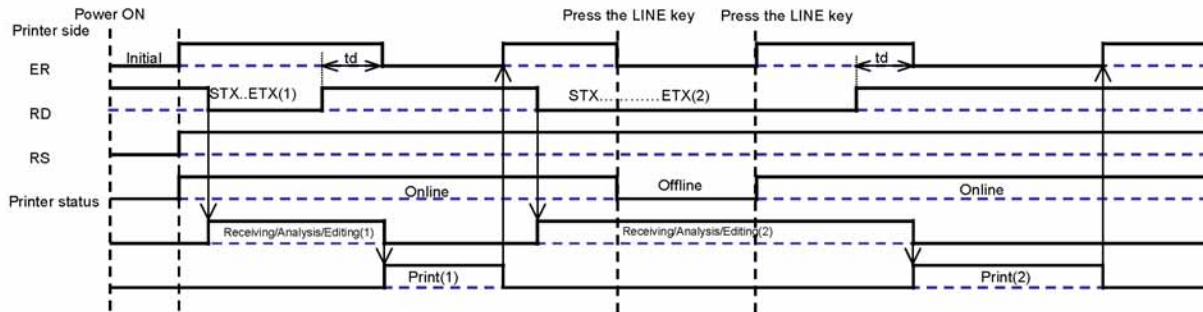 Power ON
Press the LINE key
Press the LINE key
Printer side
Initial
td
td
ER
STX..ETX(1)
STX............ETX(2)
RD
RS
Online
Offline
Online
Printer status
Receiving/Analysis/Editing(1)
Receiving/Analysis/Editing(2)
Print(1)
Print(2)